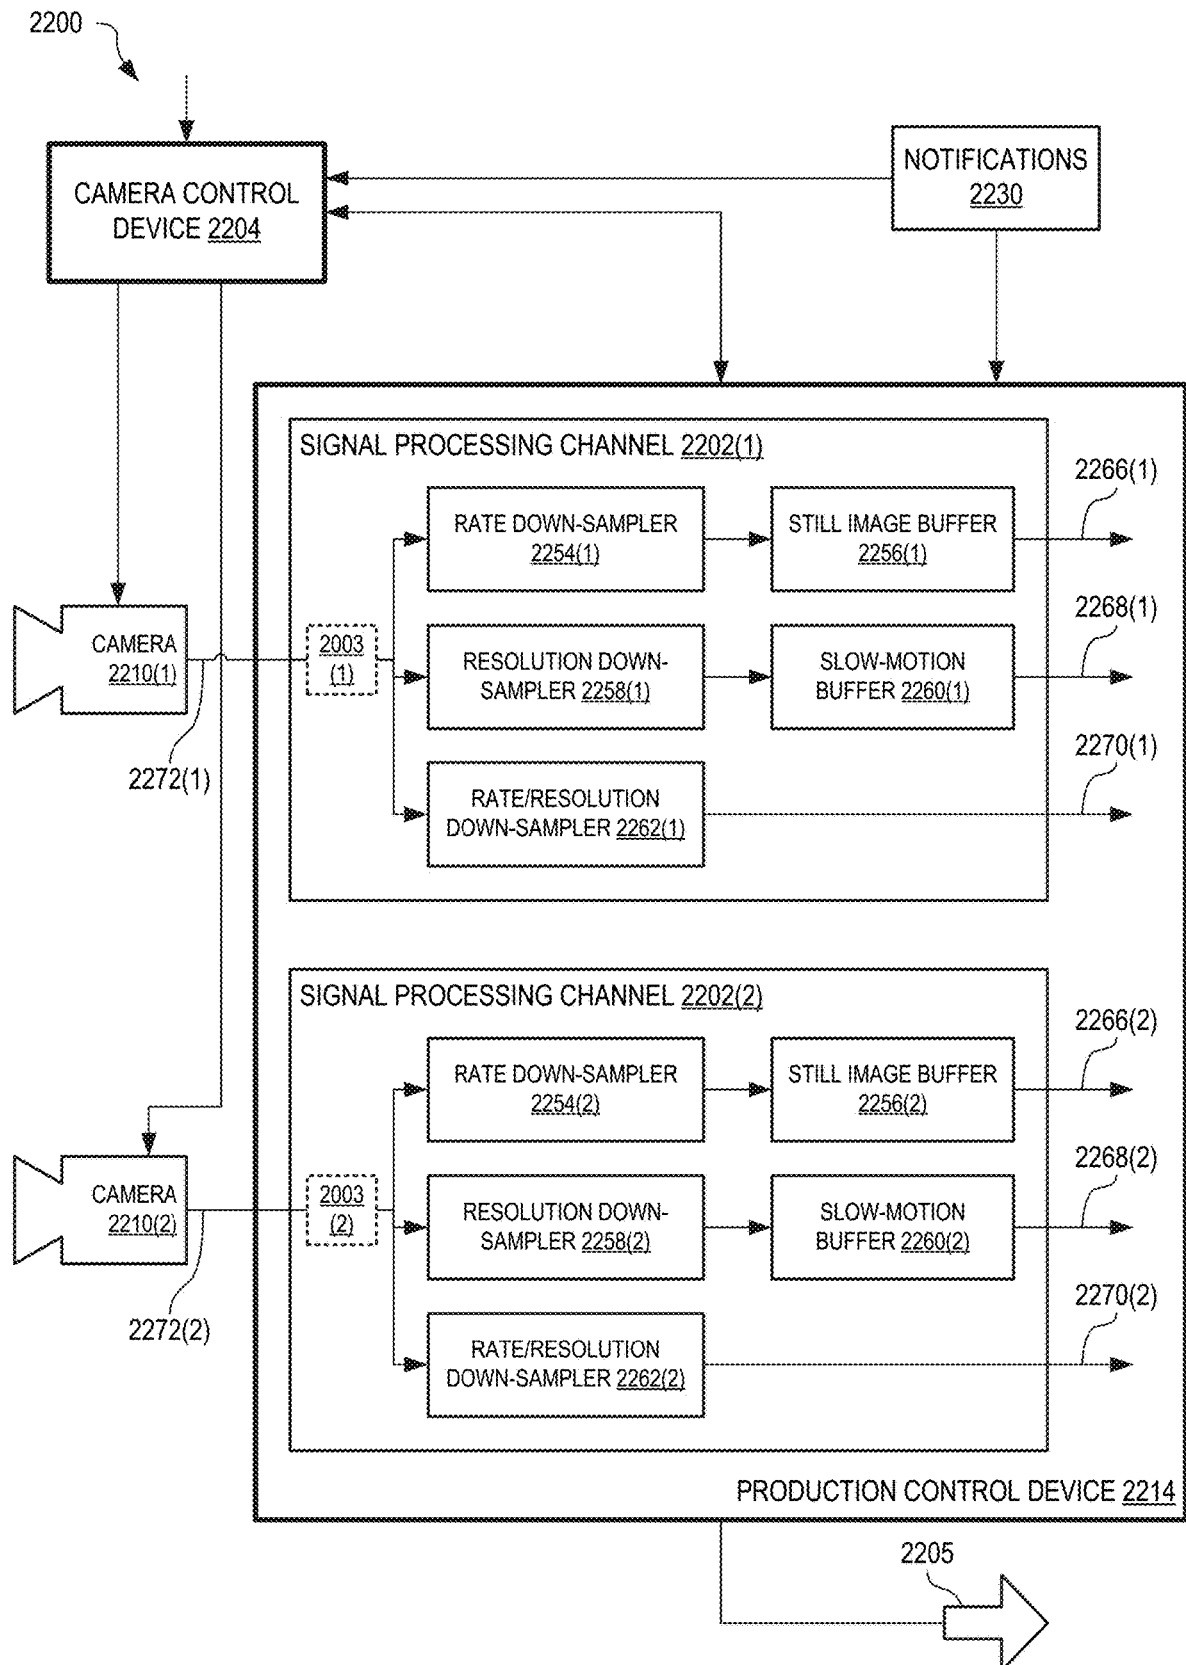 2200
CAMERA CONTROL
DEVICE 2204
NOTIFICATIONS
2230
SIGNAL PROCESSING CHANNEL 2202(1)
RATE DOWN-SAMPLER
2254(1)
STILL IMAGE BUFFER
2256(1)
2266(1)
CAMERA
2210(1)
2272(1)
2003
(1)
RESOLUTION DOWN-
SAMPLER 2258(1)
SLOW-MOTION
BUFFER 2260(1)
2268(1)
RATE/RESOLUTION
DOWN-SAMPLER 2262(1)
2270(1)
SIGNAL PROCESSING CHANNEL 2202(2)
RATE DOWN-SAMPLER
2254(2)
STILL IMAGE BUFFER
2256(2)
2266(2)
CAMERA
2210(2)
2272(2)
2003
(2)
RESOLUTION DOWN-
SAMPLER 2258(2)
SLOW-MOTION
BUFFER 2260(2)
2268(2)
RATE/RESOLUTION
DOWN-SAMPLER 2262(2)
2270(2)
PRODUCTION CONTROL DEVICE 2214
2205